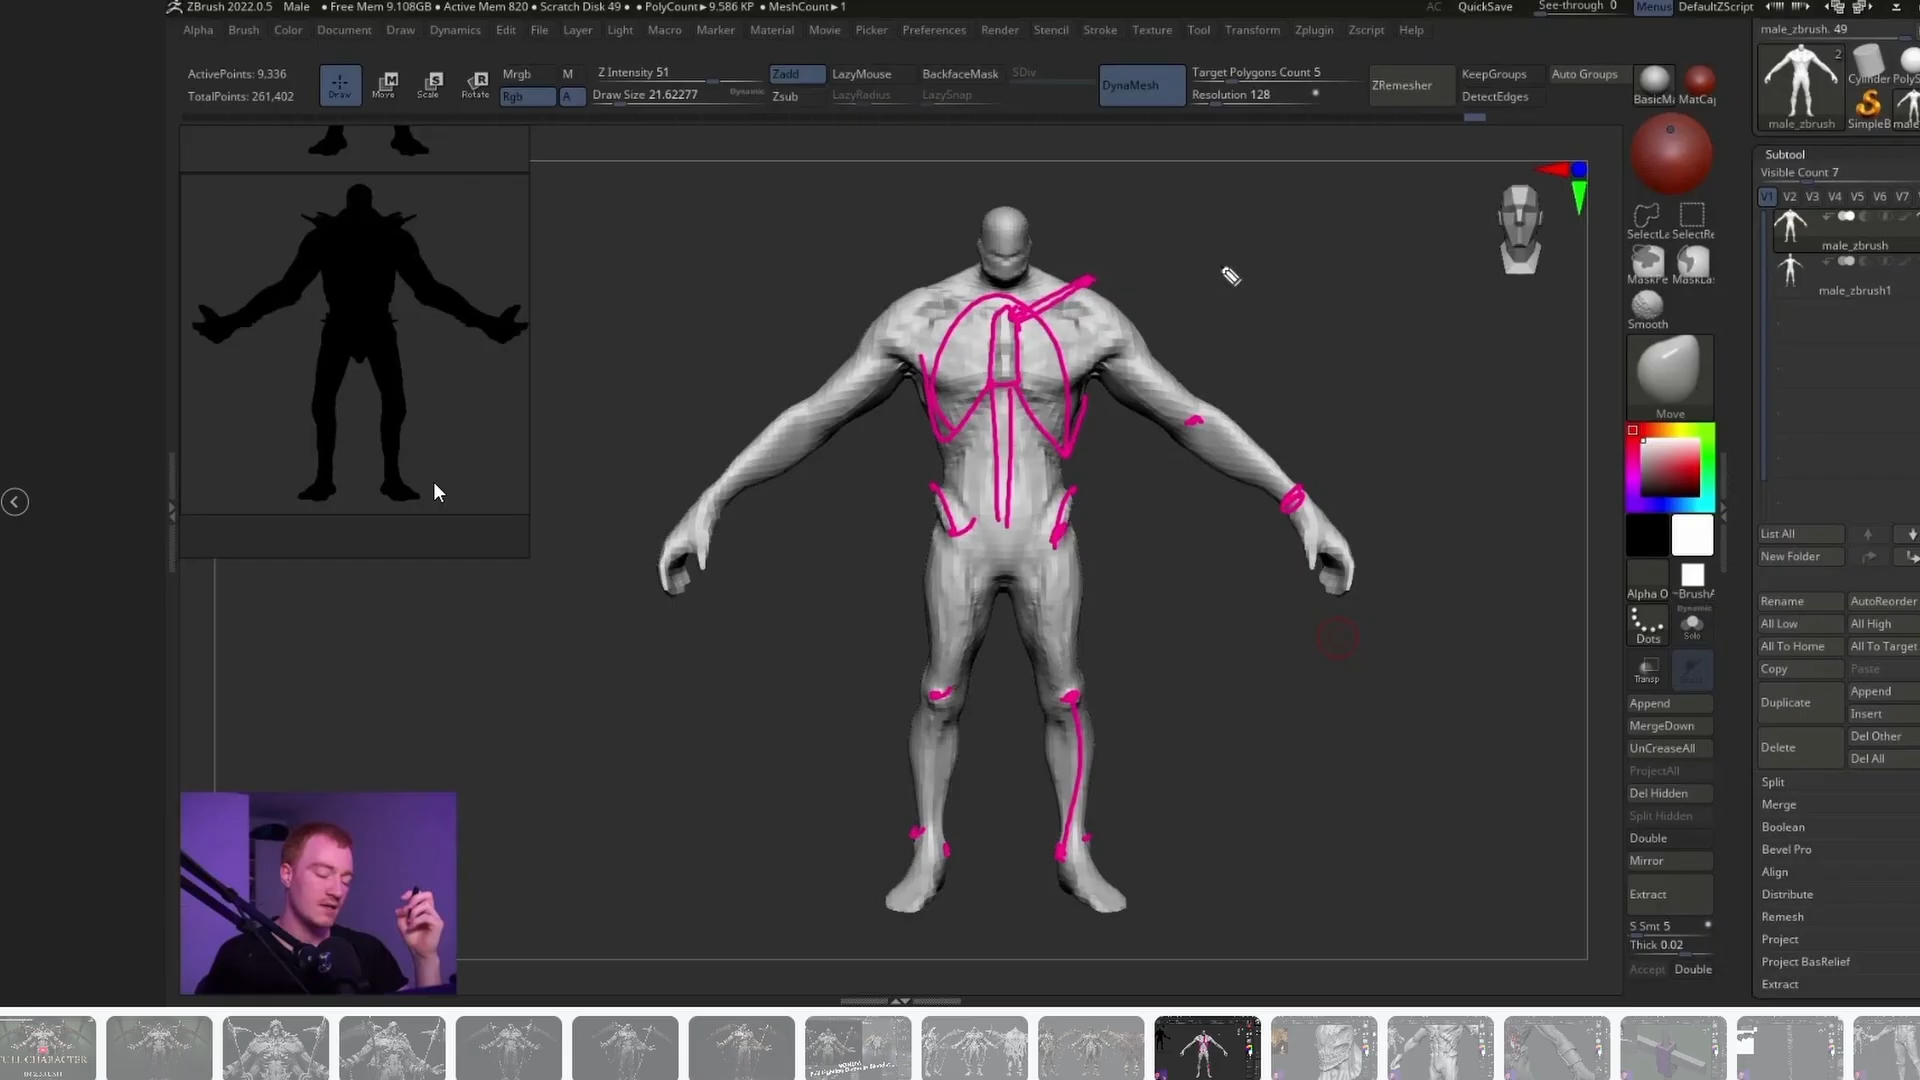 ZBrush 2022.0.5 Male • Free Mem 9.108GB • Active Mem 820 • Scratch Disk 49 • • PolyCount▸ 9.586 KP • MeshCount▸ 1
AC QuickSave See-through 0 Menus DefaultZScript
Alpha Brush Color Document Draw Dynamics Edit File Layer Light Macro Marker Material Movie Picker Preferences Render Stencil Stroke Texture Tool Transform Zplugin Zscript Help
male_zbrush. 49
ActivePoints: 9,336
TotalPoints: 261,402
Draw Move Scale Rotate
Mrgb M
Rgb A
Z Intensity 51
Draw Size 21.62277 Dynamic
Zadd
Zsub
LazyMouse
LazyRadius
BackfaceMask
LazySnap
SDiv
DynaMesh
Target Polygons Count 5
Resolution 128
ZRemesher
KeepGroups
DetectEdges
Auto Groups
BasicMa MatCap
2
Cylinder PolyS
male_zbrush SimpleB male
Subtool
Visible Count 7
V1 V2 V3 V4 V5 V6 V7
male_zbrush
male_zbrush1
SelectLa SelectRe
MaskPe MaskLas
Smooth
Move
Alpha O ~BrushA
Dots
Dynamic
Solo
Transp
Append
MergeDown
UnCreaseAll
ProjectAll
Del Hidden
Split Hidden
Double
Mirror
Extract
S Smt 5
Thick 0.02
Accept Double
List All
New Folder
Rename AutoReorder
All Low All High
All To Home All To Target
Copy Paste
Duplicate Append
Insert
Delete Del Other
Del All
Split
Merge
Boolean
Bevel Pro
Align
Distribute
Remesh
Project
Project BasRelief
Extract
FULL CHARACTER